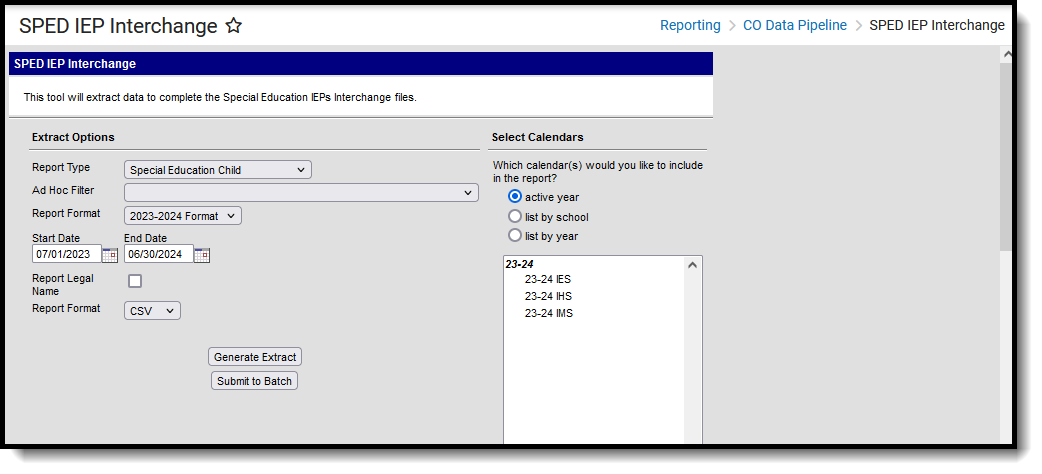 SPED IEP Interchange
Reporting > CO Data Pipeline > SPED IEP Interchange
SPED IEP Interchange
This tool will extract data to complete the Special Education IEPs Interchange files.
Extract Options
Report Type Special Education Child
Ad Hoc Filter
Report Format 2023-2024 Format
Start Date End Date
07/01/2023 06/30/2024
Report Legal
Name
Report Format CSV
Generate Extract
Submit to Batch
Select Calendars
Which calendar(s) would you like to include
in the report?
active year
list by school
list by year
23-24
23-24 IES
23-24 IHS
23-24 IMS